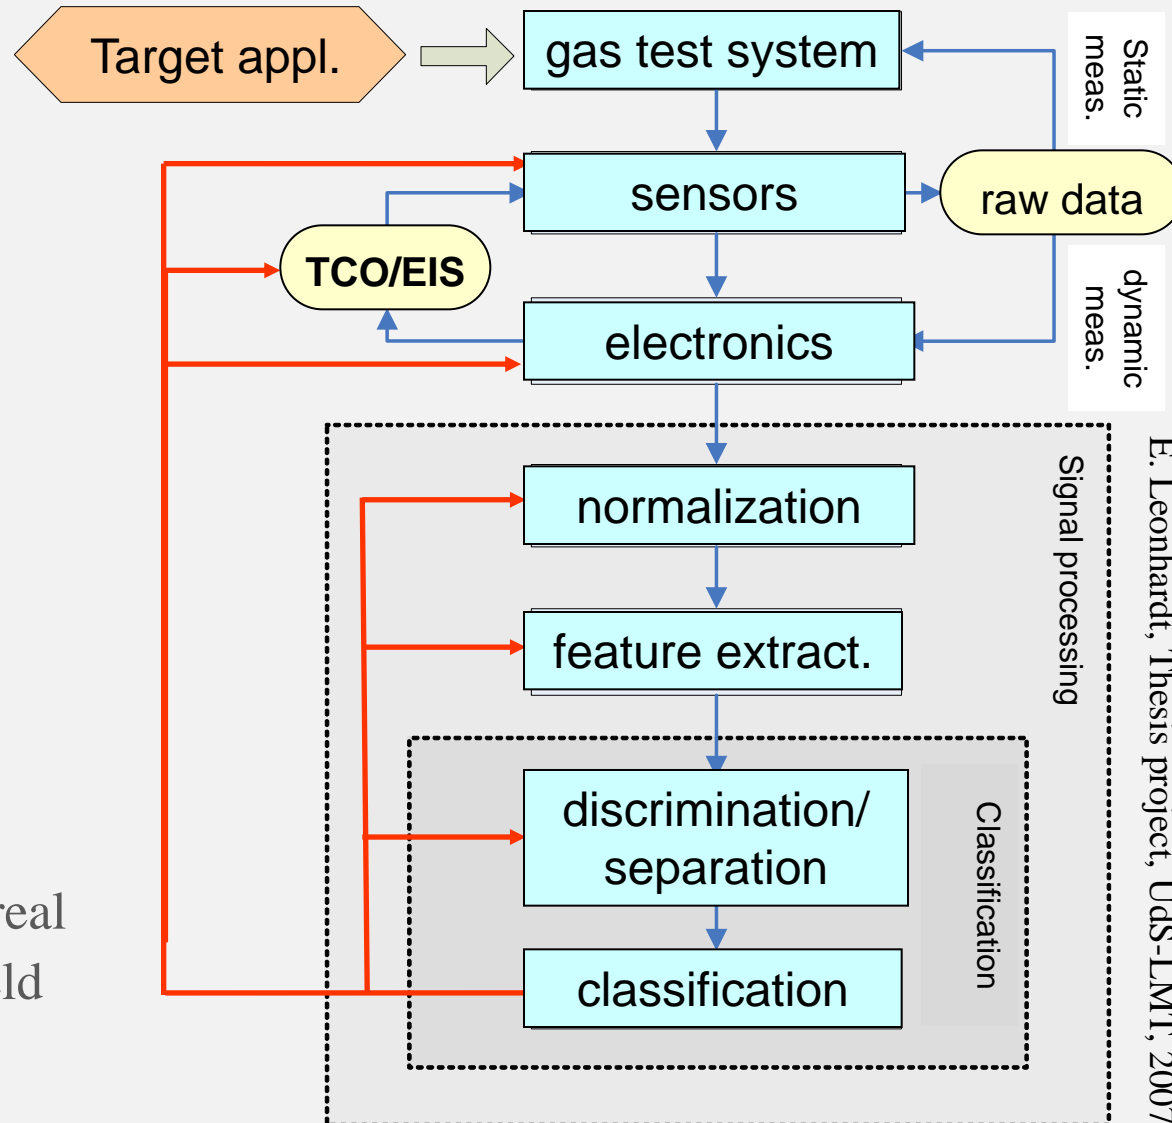 Target appl.
gas test system
Static
meas.
sensors
raw data
TCO/EIS
dynamic
meas.
electronics
Signal processing
normalization
feature extract.
discrimination/
separation
Classification
classification
real
E. Leonhardt, Thesis project, UdS-LMT, 2007